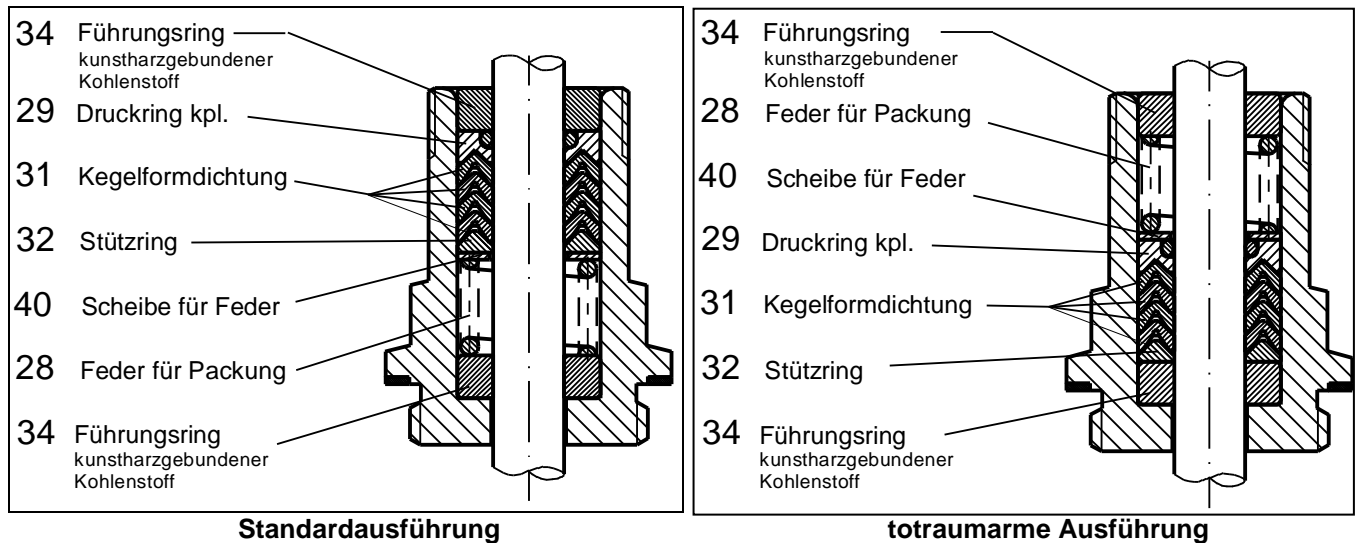 34 Führungsring
kunstharzgebundener
Kohlenstoff
29 Druckring kpl.
31 Kegelformdichtung
32 Stützring
40 Scheibe für Feder
28 Feder für Packung
34 Führungsring
kunstharzgebundener
Kohlenstoff
Standardausführung
34 Führungsring
kunstharzgebundener
Kohlenstoff
28 Feder für Packung
40 Scheibe für Feder
29 Druckring kpl.
31 Kegelformdichtung
32 Stützring
34 Führungsring
kunstharzgebundener
Kohlenstoff
totraumarme Ausführung